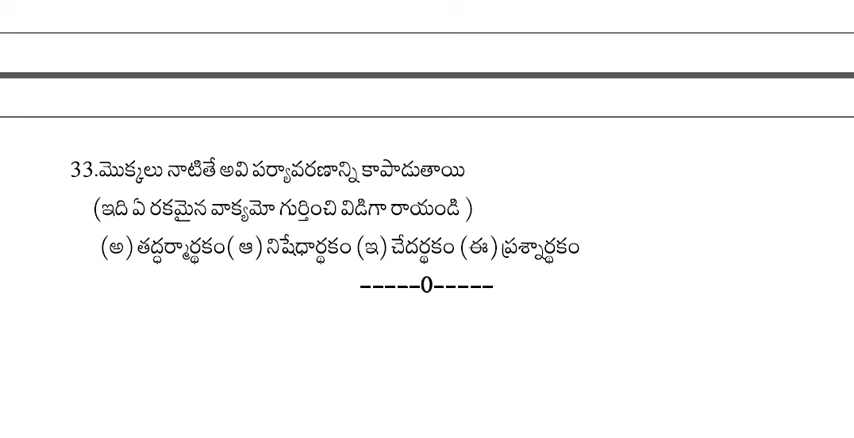 33.మొక్కలు నాటితే అవి పర్యావరణాన్ని కాపాడుతాయి
(ఇది ఏ రకమైన వాక్యమో గుర్తించి విడిగా రాయండి )
(అ) తద్ధర్మార్థకం( ఆ) నిషేధార్థకం (ఇ) చేదర్థకం (ఈ) ప్రశ్నార్థకం
-----0-----